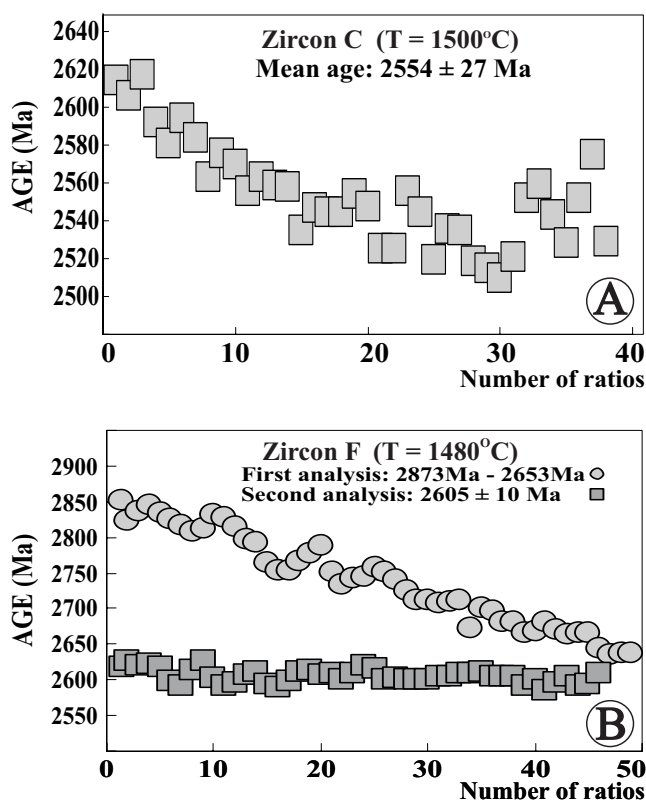 Zircon C (T = 1500°C)
Mean age: 2554 ± 27 Ma
AGE (Ma)
2640
2620
2600
2580
2560
2540
2520
2500
0
10
20
30
40
Number of ratios
A
Zircon F (T = 1480°C)
First analysis: 2873Ma - 2653Ma
Second analysis: 2605 ± 10 Ma
AGE (Ma)
2900
2850
2800
2750
2700
2650
2600
2550
0
10
20
30
40
50
Number of ratios
B